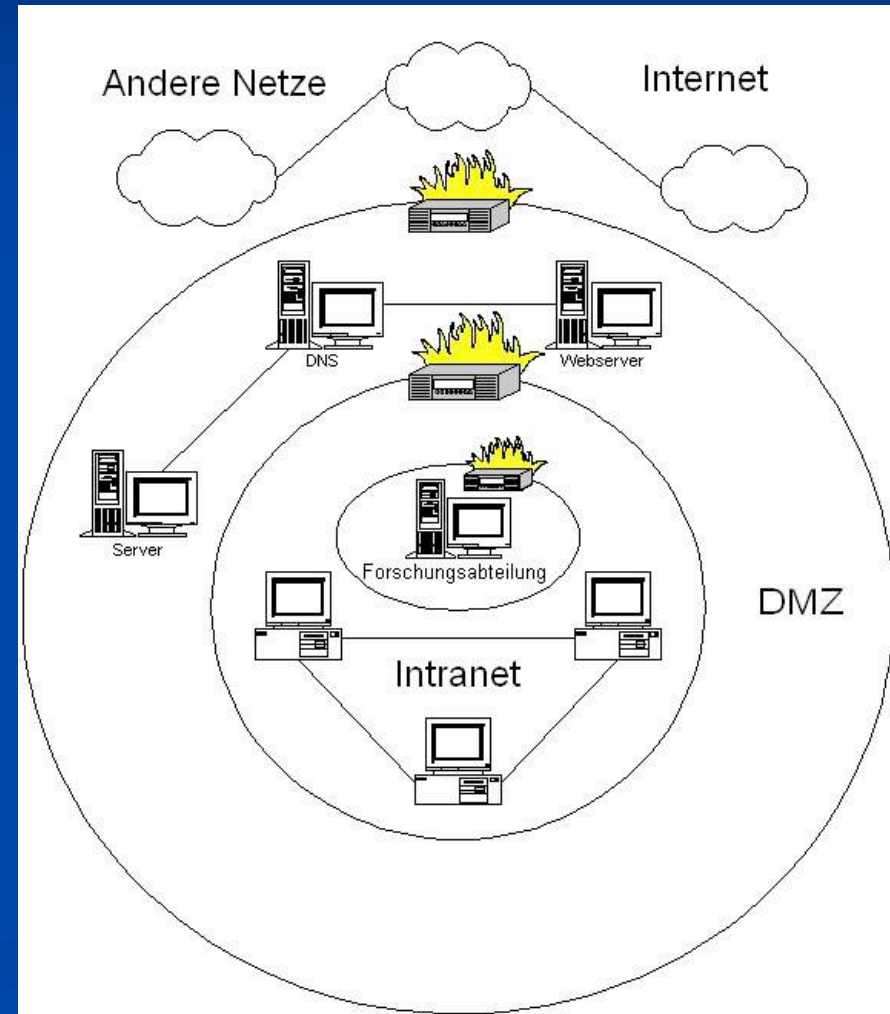 Andere Netze
Internet
DNS
Webserver
Server
Forschungsabteilung
DMZ
Intranet